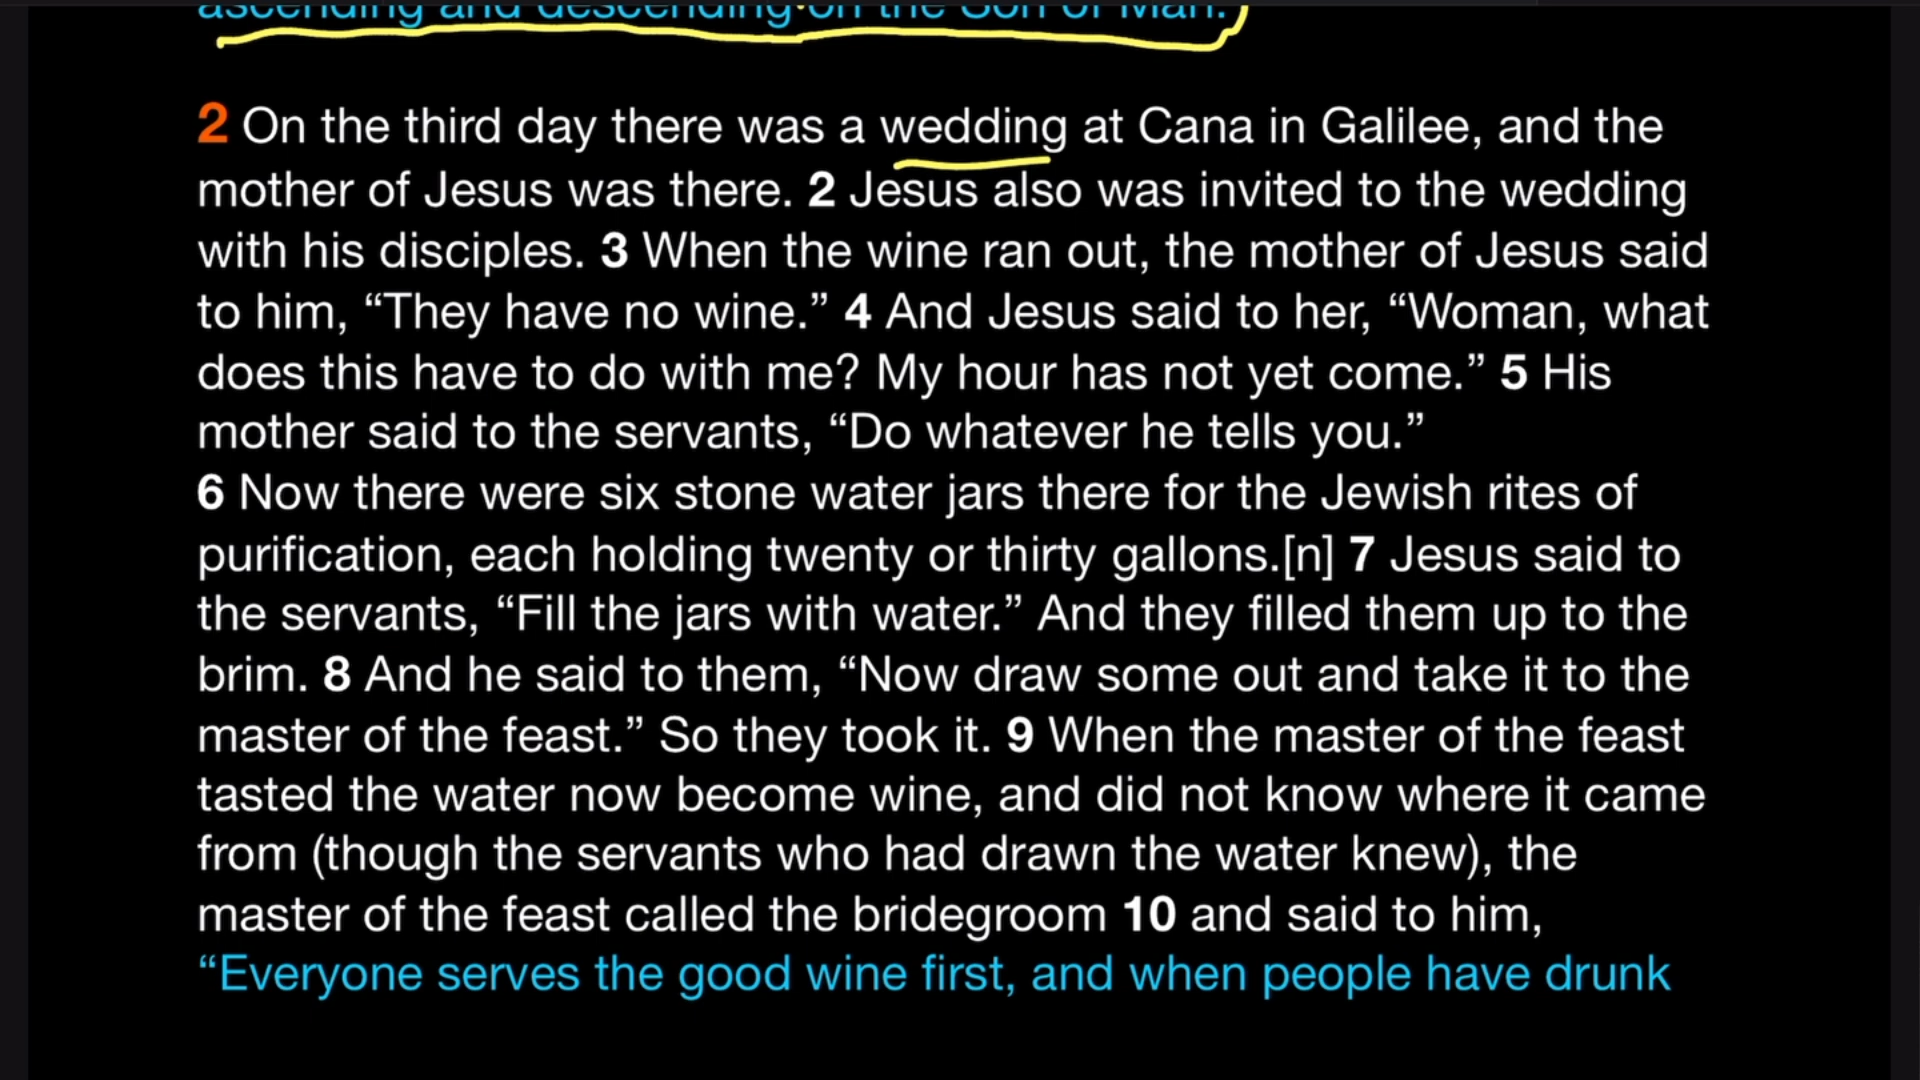 ascending and descending on the Son of Man.
2 On the third day there was a wedding at Cana in Galilee, and the
mother of Jesus was there. 2 Jesus also was invited to the wedding
with his disciples. 3 When the wine ran out, the mother of Jesus said
to him, “They have no wine.” 4 And Jesus said to her, “Woman, what
does this have to do with me? My hour has not yet come.” 5 His
mother said to the servants, “Do whatever he tells you.”
6 Now there were six stone water jars there for the Jewish rites of
purification, each holding twenty or thirty gallons.[n] 7 Jesus said to
the servants, “Fill the jars with water.” And they filled them up to the
brim. 8 And he said to them, “Now draw some out and take it to the
master of the feast.” So they took it. 9 When the master of the feast
tasted the water now become wine, and did not know where it came
from (though the servants who had drawn the water knew), the
master of the feast called the bridegroom 10 and said to him,
“Everyone serves the good wine first, and when people have drunk